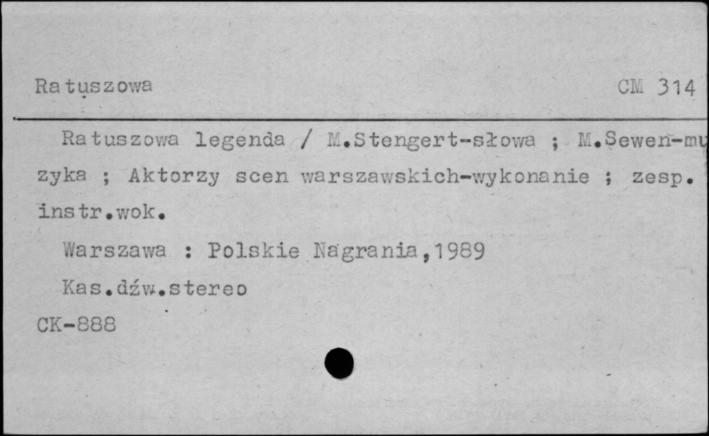 Ratuszowa CM 314
Ratuszowa legenda / M.Stengert-słowa ; M.Sewen-mu
zyka ; Aktorzy scen warszawskich-wykonanie ; zesp.
instr.wok.
Warszawa : Polskie Nagrania,1989
Kas.dźw.stereo
CK-888